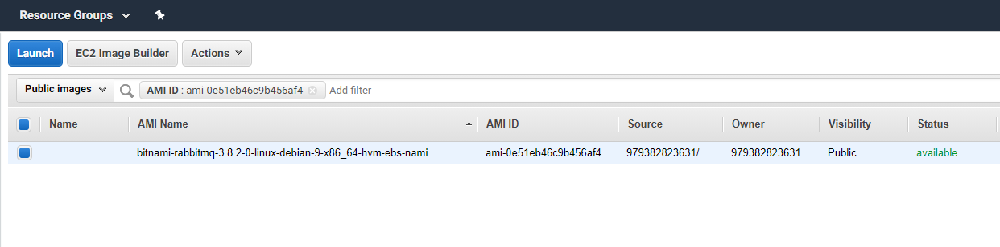 Resource Groups
Launch EC2 Image Builder Actions
Public images AMI ID : ami-0e51eb46c9b456af4 Add filter
Name AMI Name AMI ID Source Owner Visibility Status
bitnami-rabbitmq-3.8.2-0-linux-debian-9-x86_64-hvm-ebs-nami ami-0e51eb46c9b456af4 979382823631/... 979382823631 Public available